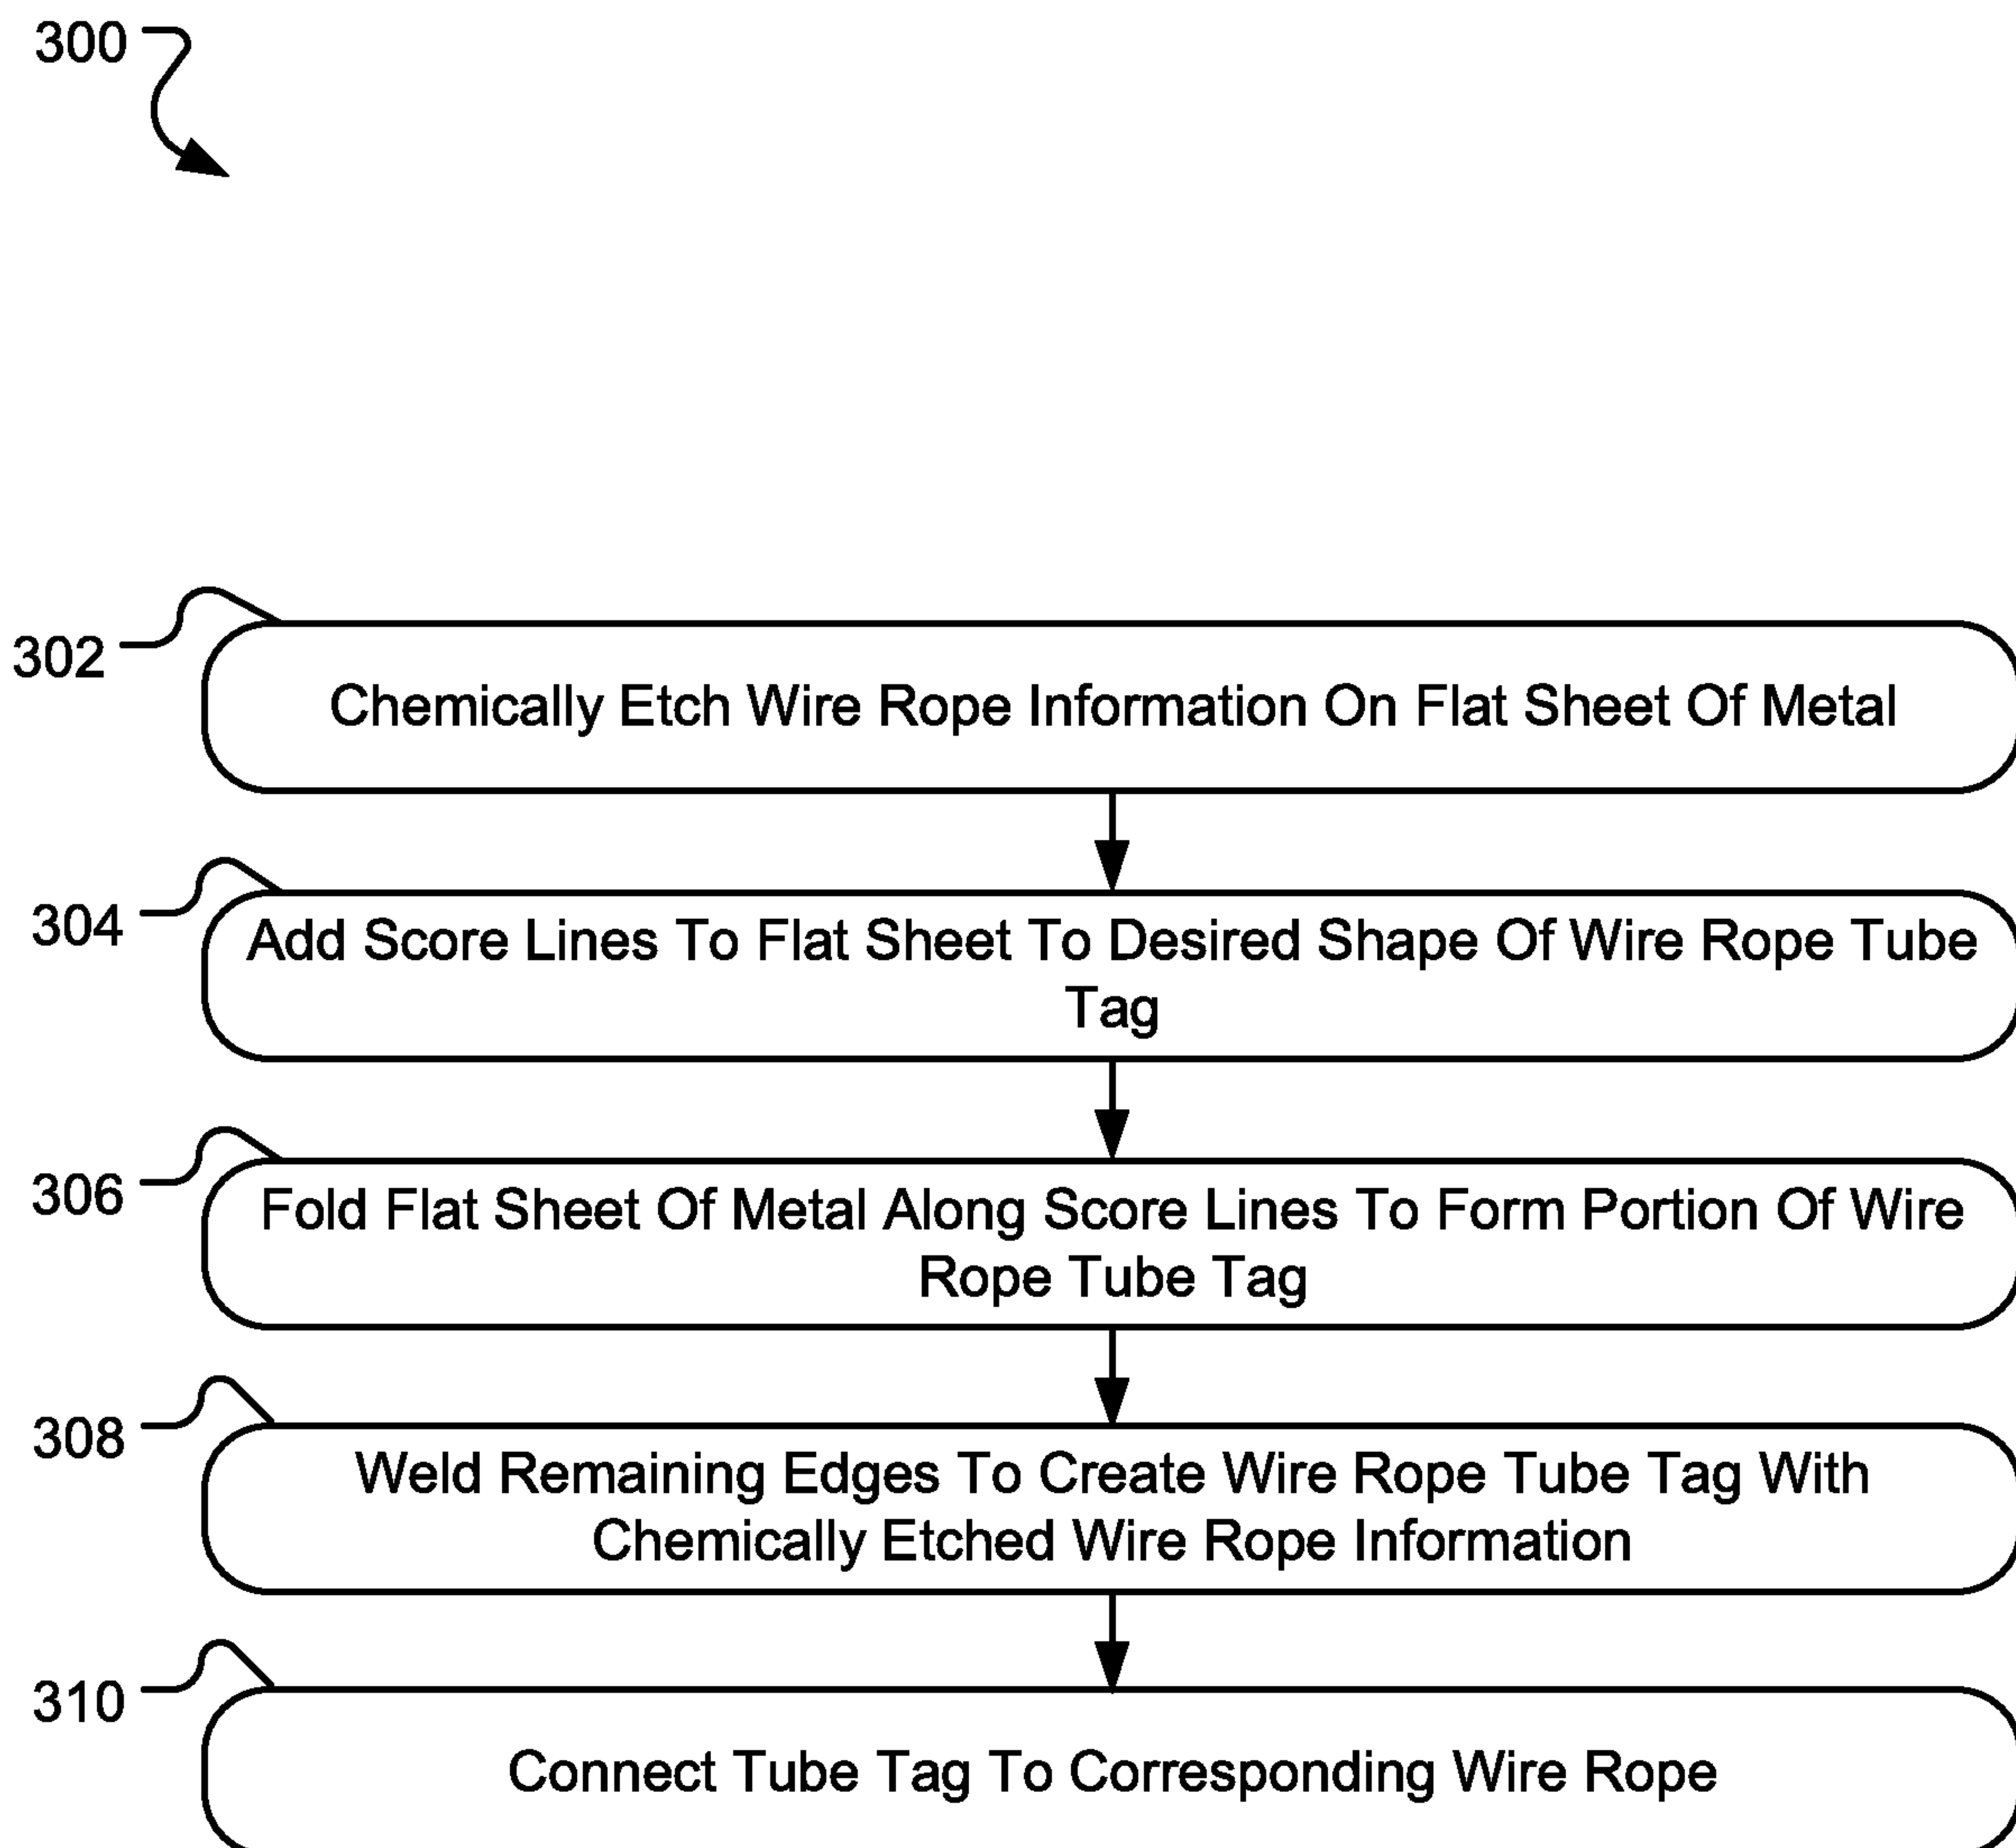 300
302
Chemically Etch Wire Rope Information On Flat Sheet Of Metal
304
Add Score Lines To Flat Sheet To Desired Shape Of Wire Rope Tube
Tag
306
Fold Flat Sheet Of Metal Along Score Lines To Form Portion Of Wire
Rope Tube Tag
308
Weld Remaining Edges To Create Wire Rope Tube Tag With
Chemically Etched Wire Rope Information
310
Connect Tube Tag To Corresponding Wire Rope